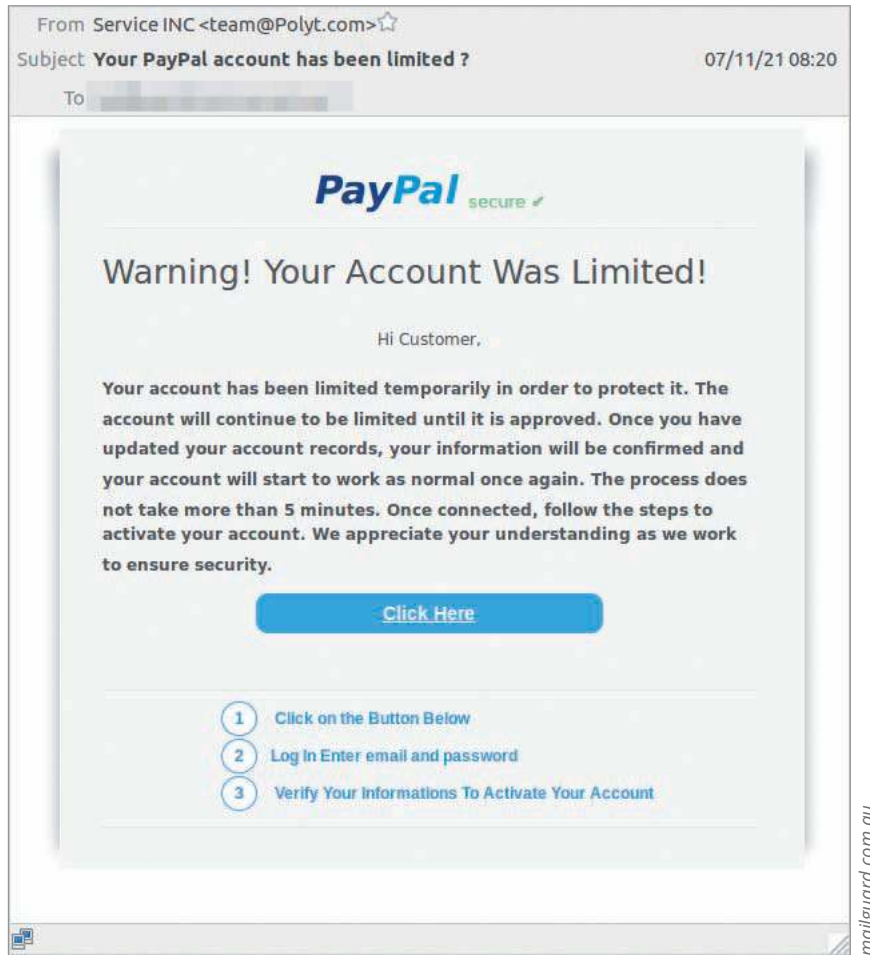 From Service INC <team@Polyt.com>
Subject Your PayPal account has been limited ? 07/11/21 08:20
To
PayPal secure ✔
Warning! Your Account Was Limited!
Hi Customer,
Your account has been limited temporarily in order to protect it. The
account will continue to be limited until it is approved. Once you have
updated your account records, your information will be confirmed and
your account will start to work as normal once again. The process does
not take more than 5 minutes. Once connected, follow the steps to
activate your account. We appreciate your understanding as we work
to ensure security.
Click Here
1 Click on the Button Below
2 Log In Enter email and password
3 Verify Your Informations To Activate Your Account
mailguard.com.au